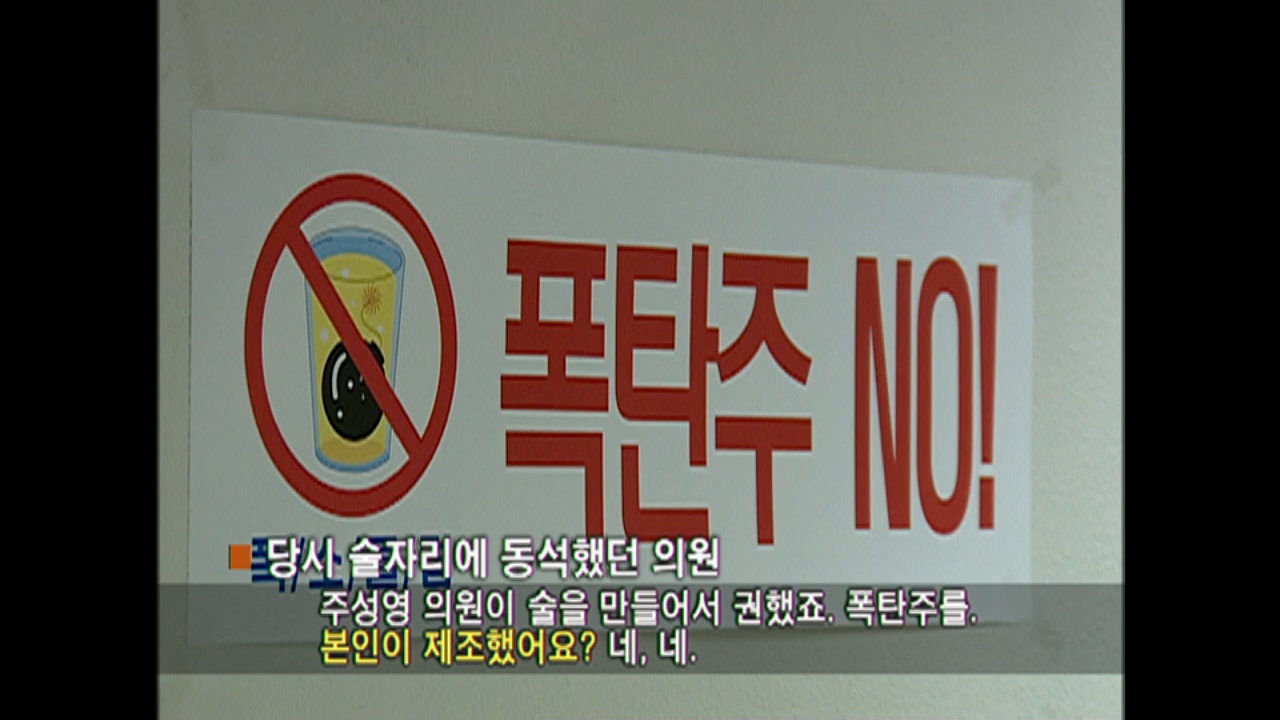 폭탄주 NO!
당사 술자리에 동석했던 의원
주성영 의원이 술을 만들어서 권했죠. 폭탄주를.
본인이 제조했어요? 네, 네.